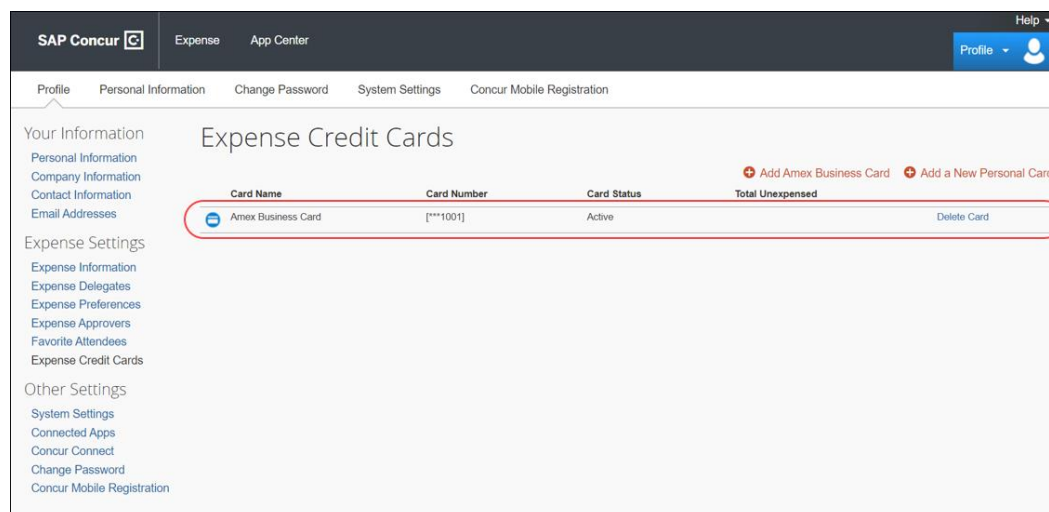 Help
SAP Concur C Expense App Center
Profile
Profile Personal Information Change Password System Settings Concur Mobile Registration
Your Information
Personal Information
Company Information
Contact Information
Email Addresses
Expense Settings
Expense Information
Expense Delegates
Expense Preferences
Expense Approvers
Favorite Attendees
Expense Credit Cards
Other Settings
System Settings
Connected Apps
Concur Connect
Change Password
Concur Mobile Registration
Expense Credit Cards
Add Amex Business Card Add a New Personal Card
Card Name Card Number Card Status Total Unexpensed
Amex Business Card [***1001] Active Delete Card